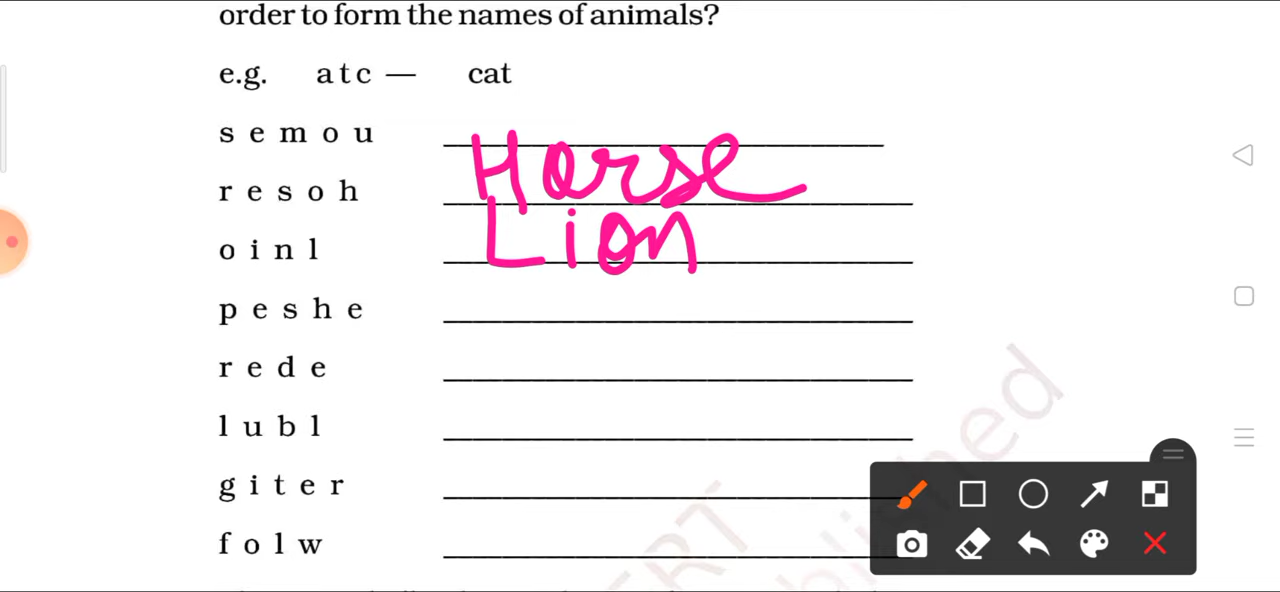 order to form the names of animals?
e.g. a t c — cat
s e m o u
r e s o h Horse
o i n l Lion
p e s h e
r e d e
l u b l
g i t e r
f o l w